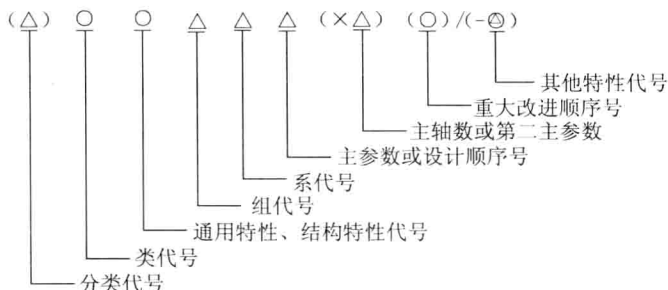 (△) ○ ○ △ △ △ (×△) (○)/(-◎)
其他特性代号
重大改进顺序号
主轴数或第二主参数
主参数或设计顺序号
系代号
组代号
通用特性、结构特性代号
类代号
分类代号